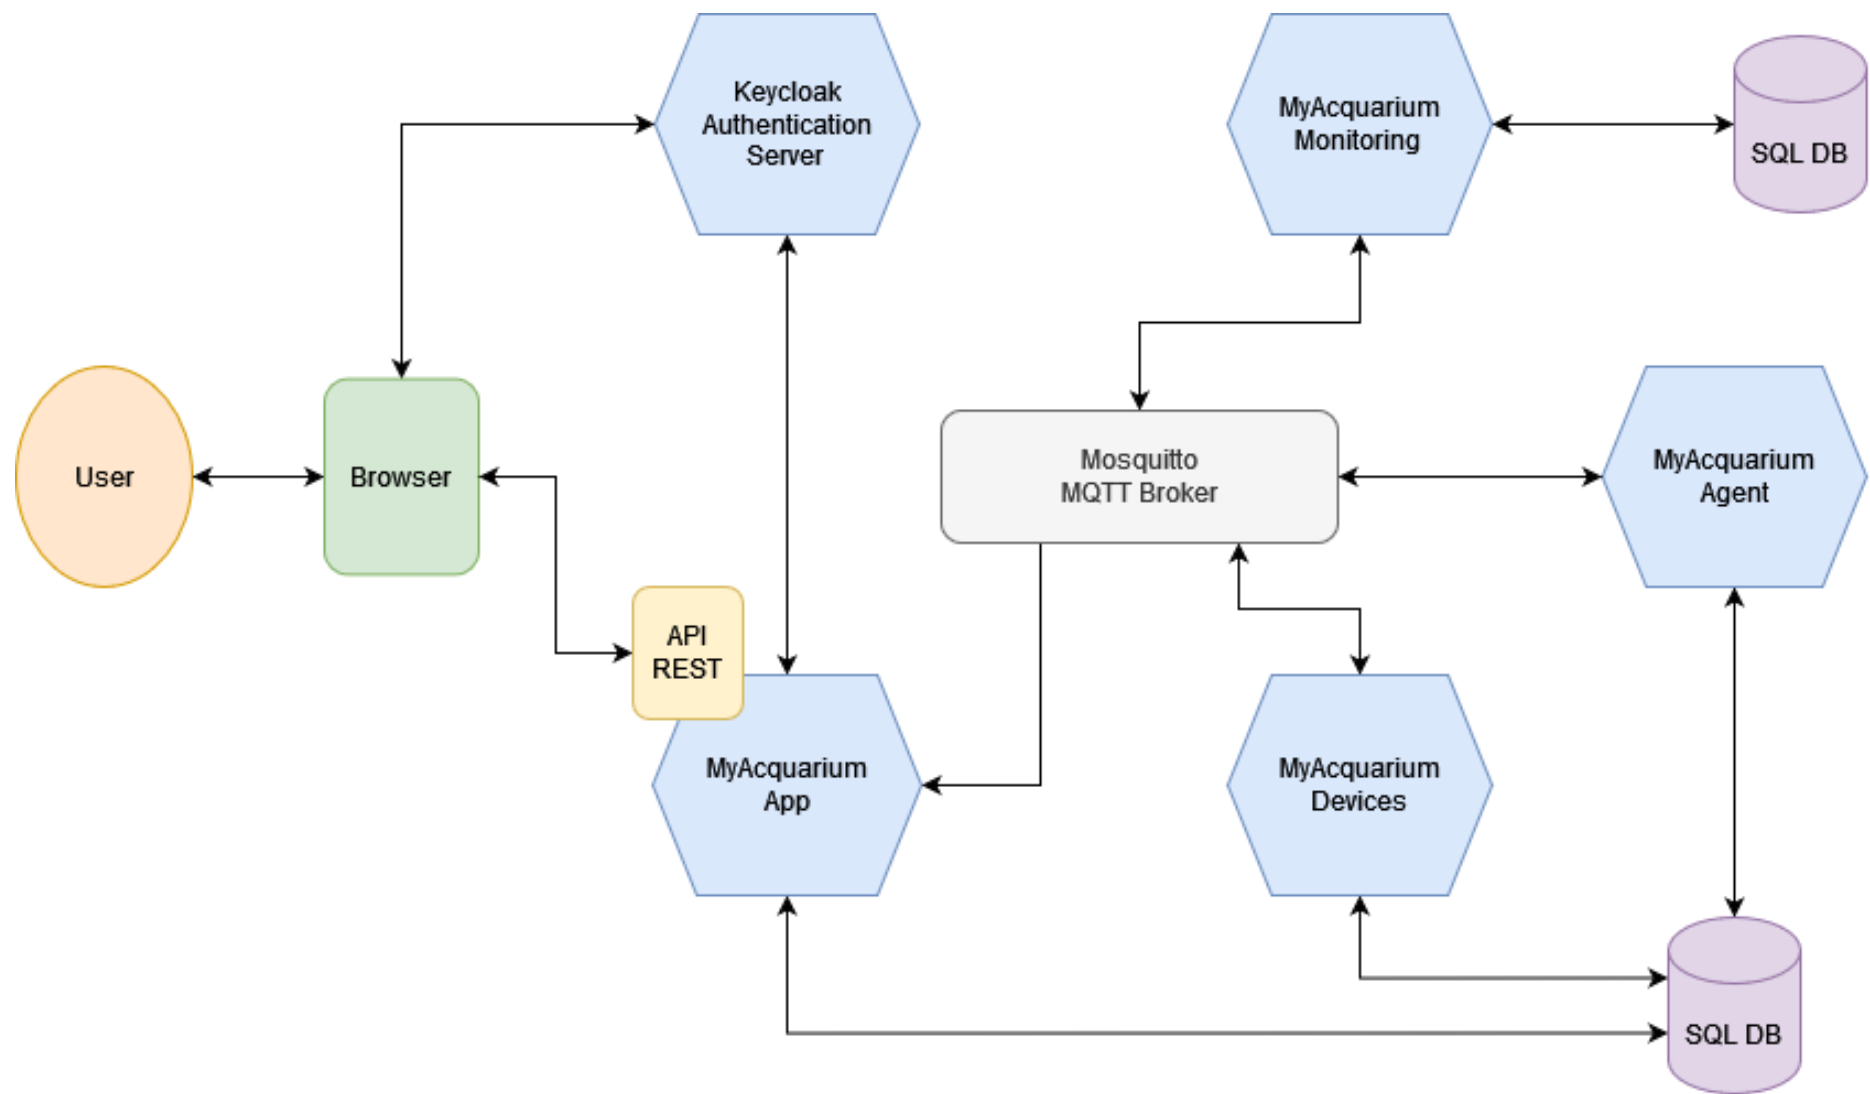 Keycloak
Authentication
Server
MyAcquarium
Monitoring
SQL DB
User
Browser
Mosquitto
MQTT Broker
MyAcquarium
Agent
API
REST
MyAcquarium
App
MyAcquarium
Devices
SQL DB